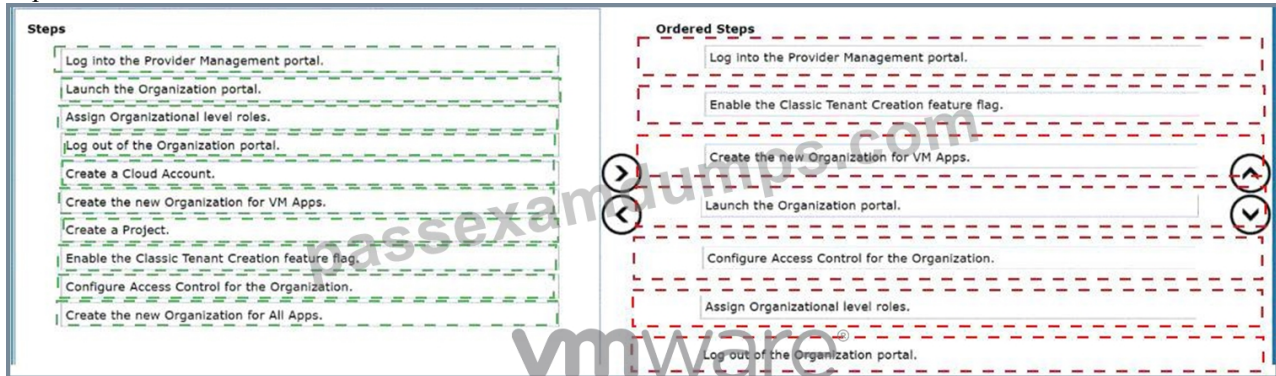 Steps
Log into the Provider Management portal.
Launch the Organization portal.
Assign Organizational level roles.
Log out of the Organization portal.
Create a Cloud Account.
Create the new Organization for VM Apps.
Create a Project.
Enable the Classic Tenant Creation feature flag.
Configure Access Control for the Organization.
Create the new Organization for All Apps.
Ordered Steps
Log into the Provider Management portal.
Enable the Classic Tenant Creation feature flag.
Create the new Organization for VM Apps.
Launch the Organization portal.
Configure Access Control for the Organization.
Assign Organizational level roles.
Log out of the Organization portal.
passexamdumps.com
vmware®